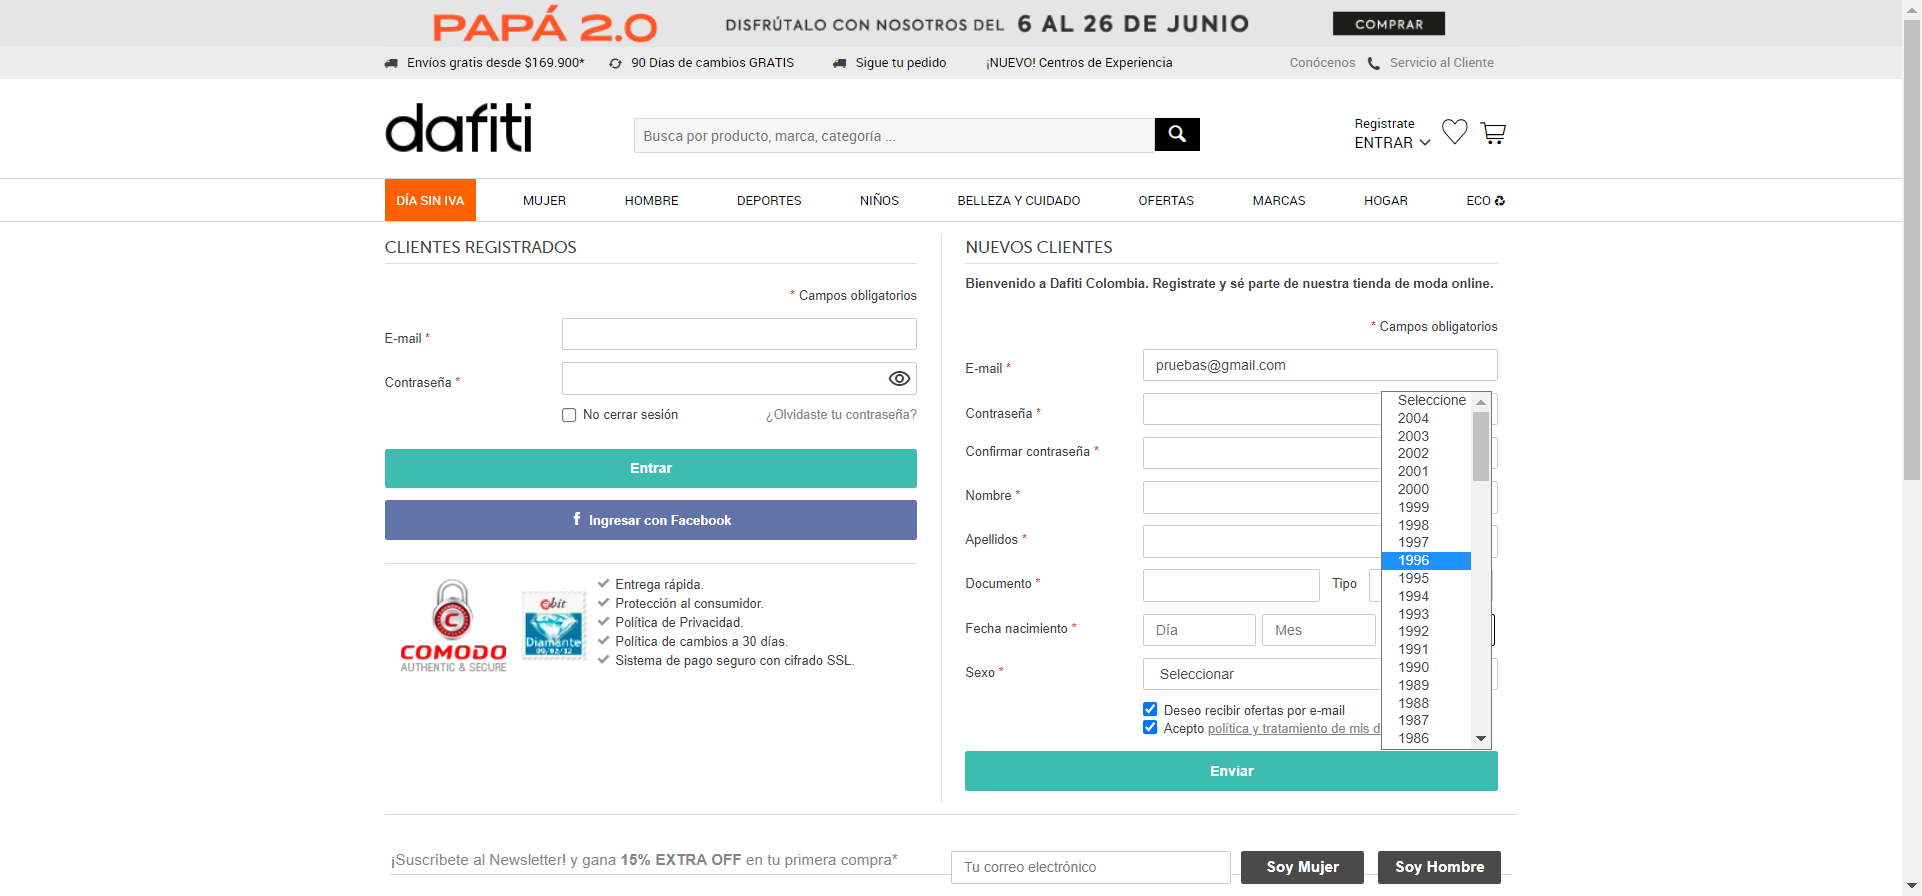 PAPÁ 2.0 DISFRÚTALO CON NOSOTROS DEL 6 AL 26 DE JUNIO COMPRAR
Envíos gratis desde $169.900* 90 Días de cambios GRATIS Sigue tu pedido ¡NUEVO! Centros de Experiencia Conócenos Servicio al Cliente
dafiti
Busca por producto, marca, categoría ...
Registrate
ENTRAR
DÍA SIN IVA MUJER HOMBRE DEPORTES NIÑOS BELLEZA Y CUIDADO OFERTAS MARCAS HOGAR ECO
CLIENTES REGISTRADOS
* Campos obligatorios
E-mail *
Contraseña *
No cerrar sesión ¿Olvidaste tu contraseña?
Entrar
f Ingresar con Facebook
COMODO
AUTHENTIC & SECURE
ebit
Diamante
09/02/12
Entrega rápida.
Protección al consumidor.
Política de Privacidad.
Política de cambios a 30 días.
Sistema de pago seguro con cifrado SSL.
NUEVOS CLIENTES
Bienvenido a Dafiti Colombia. Registrate y sé parte de nuestra tienda de moda online.
* Campos obligatorios
E-mail * pruebas@gmail.com
Contraseña *
Confirmar contraseña *
Nombre *
Apellidos *
Documento * Tipo
Fecha nacimiento * Día Mes
Sexo * Seleccionar
Deseo recibir ofertas por e-mail
Acepto política y tratamiento de mis d
Seleccione
2004
2003
2002
2001
2000
1999
1998
1997
1996
1995
1994
1993
1992
1991
1990
1989
1988
1987
1986
Enviar
¡Suscríbete al Newsletter! y gana 15% EXTRA OFF en tu primera compra* Tu correo electrónico Soy Mujer Soy Hombre